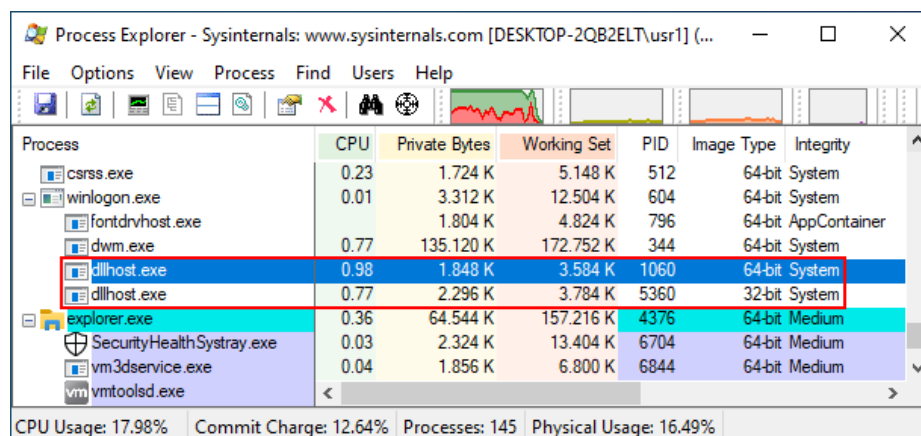 Process Explorer - Sysinternals: www.sysinternals.com [DESKTOP-2QB2ELT\usr1] (...
File Options View Process Find Users Help
Process CPU Private Bytes Working Set PID Image Type Integrity
csrss.exe 0.23 1.724 K 5.148 K 512 64-bit System
winlogon.exe 0.01 3.312 K 12.504 K 604 64-bit System
fontdrvhost.exe 1.804 K 4.824 K 796 64-bit AppContainer
dwm.exe 0.77 135.120 K 172.752 K 344 64-bit System
dllhost.exe 0.98 1.848 K 3.584 K 1060 64-bit System
dllhost.exe 0.77 2.296 K 3.784 K 5360 32-bit System
explorer.exe 0.36 64.544 K 157.216 K 4376 64-bit Medium
SecurityHealthSystray.exe 0.03 2.324 K 13.404 K 6704 64-bit Medium
vm3dservice.exe 0.04 1.856 K 6.800 K 6844 64-bit Medium
vm vmtoolsd.exe
CPU Usage: 17.98% Commit Charge: 12.64% Processes: 145 Physical Usage: 16.49%